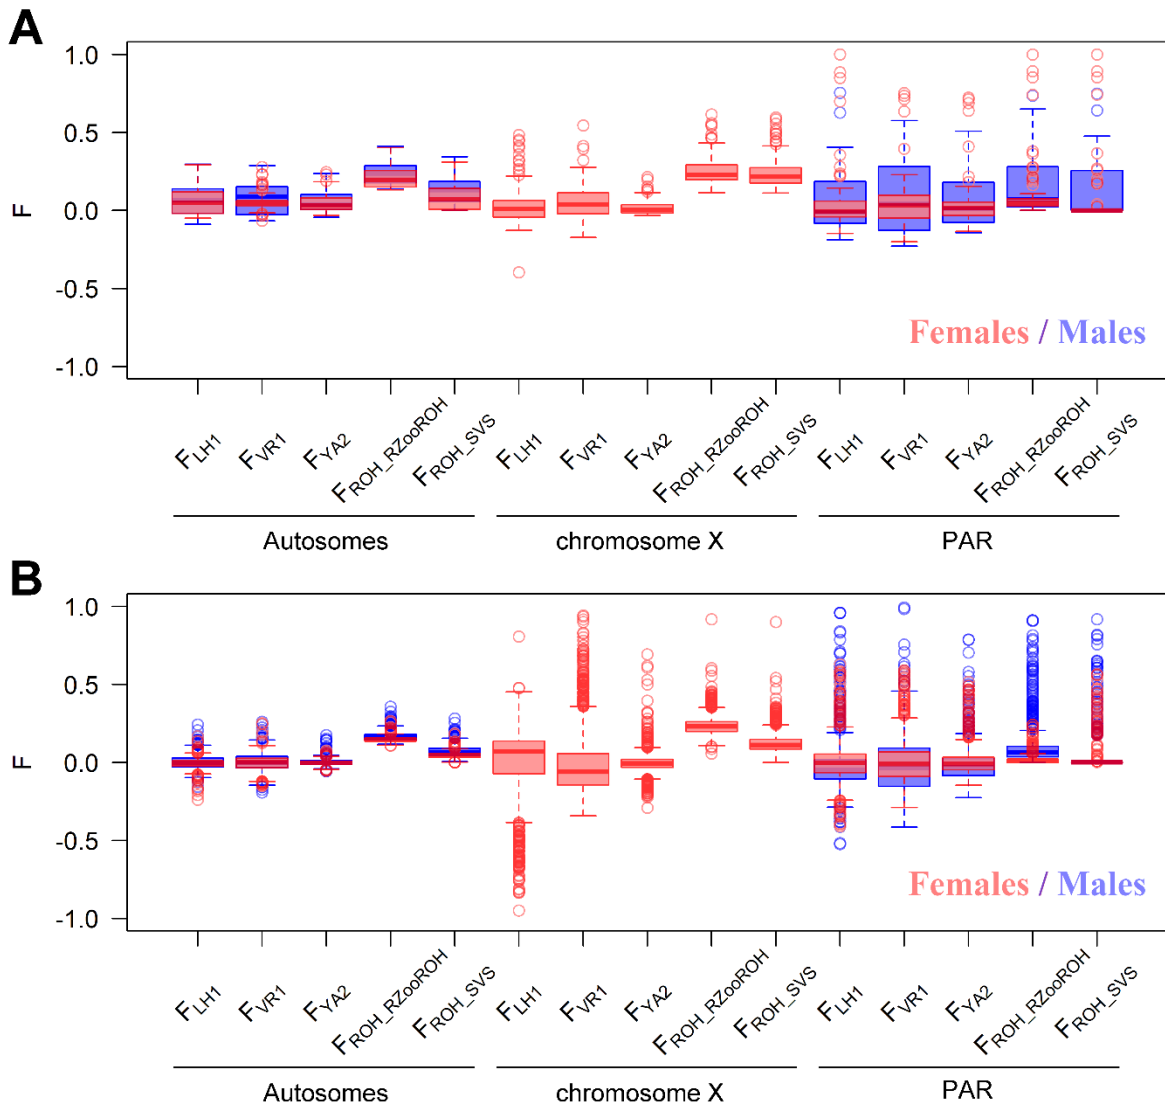 A
1.0
0.5
0.0
-0.5
-1.0
F
Females / Males
FLH1 FVR1 FYA2 FROH_RZooROH FROH_SVS FLH1 FVR1 FYA2 FROH_RZooROH FROH_SVS FLH1 FVR1 FYA2 FROH_RZooROH FROH_SVS
Autosomes chromosome X PAR
B
1.0
0.5
0.0
-0.5
-1.0
F
Females / Males
FLH1 FVR1 FYA2 FROH_RZooROH FROH_SVS FLH1 FVR1 FYA2 FROH_RZooROH FROH_SVS FLH1 FVR1 FYA2 FROH_RZooROH FROH_SVS
Autosomes chromosome X PAR